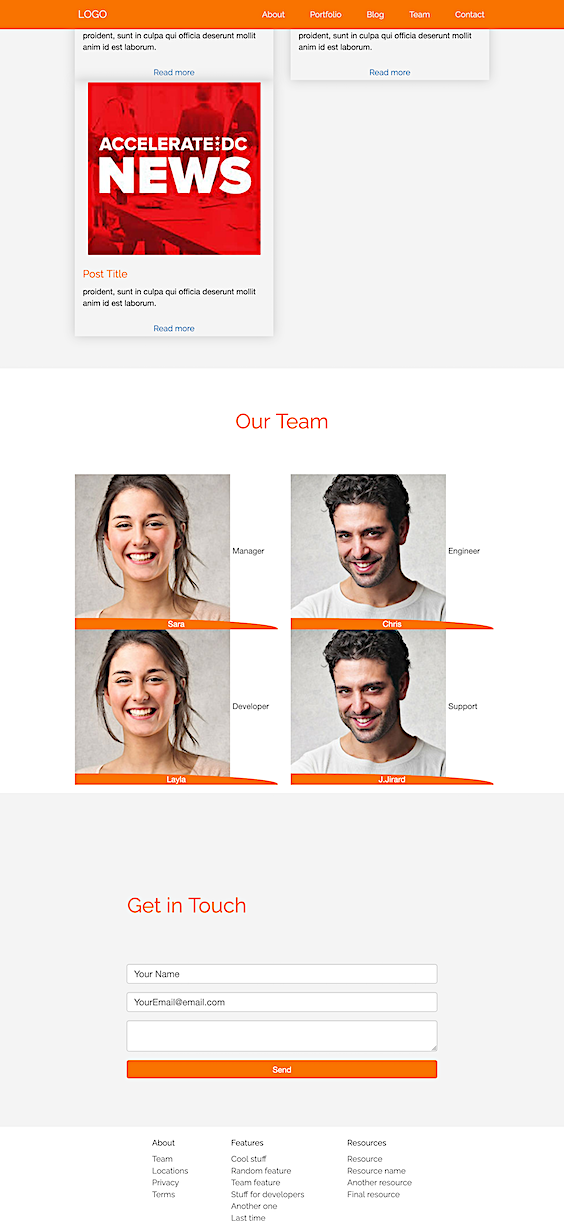 LOGO
About Portfolio Blog Team Contact
proident, sunt in culpa qui officia deserunt mollit
anim id est laborum.
Read more
proident, sunt in culpa qui officia deserunt mollit
anim id est laborum.
Read more
ACCELERATE DC
NEWS
Post Title
proident, sunt in culpa qui officia deserunt mollit
anim id est laborum.
Read more
Our Team
Manager
Sara
Engineer
Chris
Developer
Layla
Support
J.Jirard
Get in Touch
Your Name
YourEmail@email.com
Send
About
Team
Locations
Privacy
Terms
Features
Cool stuff
Random feature
Team feature
Stuff for developers
Another one
Last time
Resources
Resource
Resource name
Another resource
Final resource